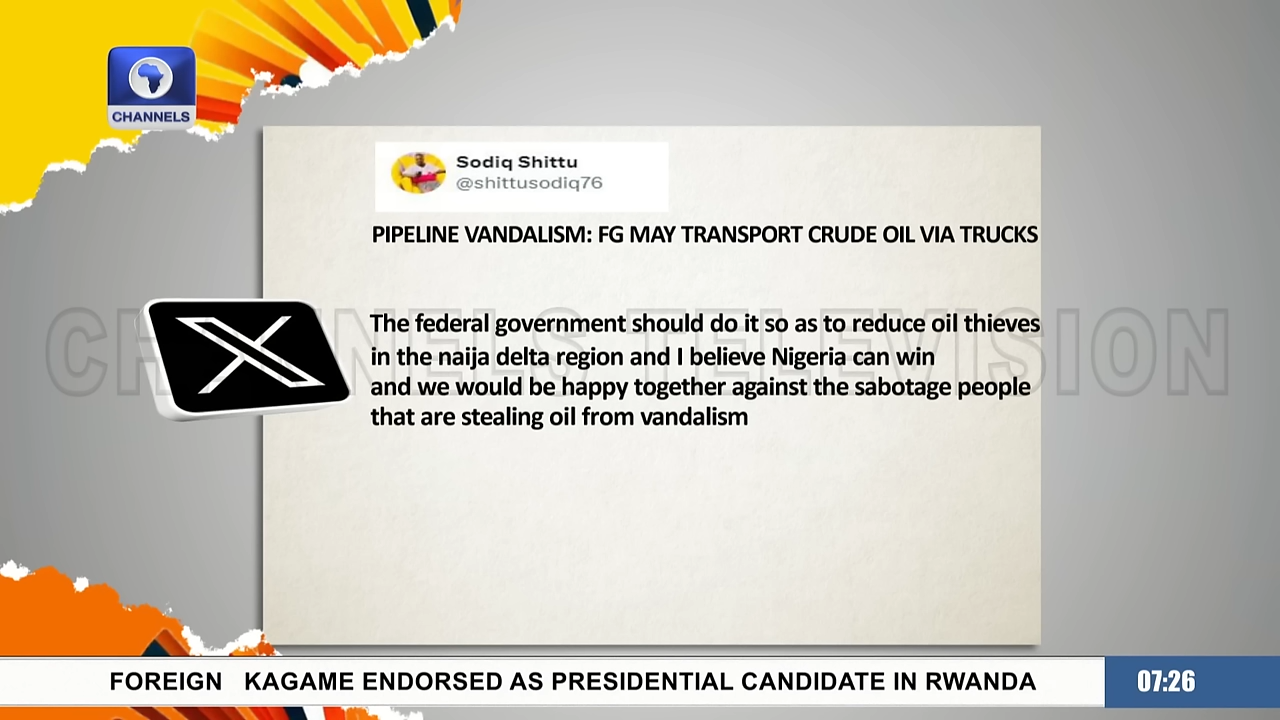 CHANNELS
Sodiq Shittu
@shittusodiq76
PIPELINE VANDALISM: FG MAY TRANSPORT CRUDE OIL VIA TRUCKS
CHANNELS TELEVISION
The federal government should do it so as to reduce oil thieves
in the naija delta region and I believe Nigeria can win
and we would be happy together against the sabotage people
that are stealing oil from vandalism
FOREIGN KAGAME ENDORSED AS PRESIDENTIAL CANDIDATE IN RWANDA
07:26